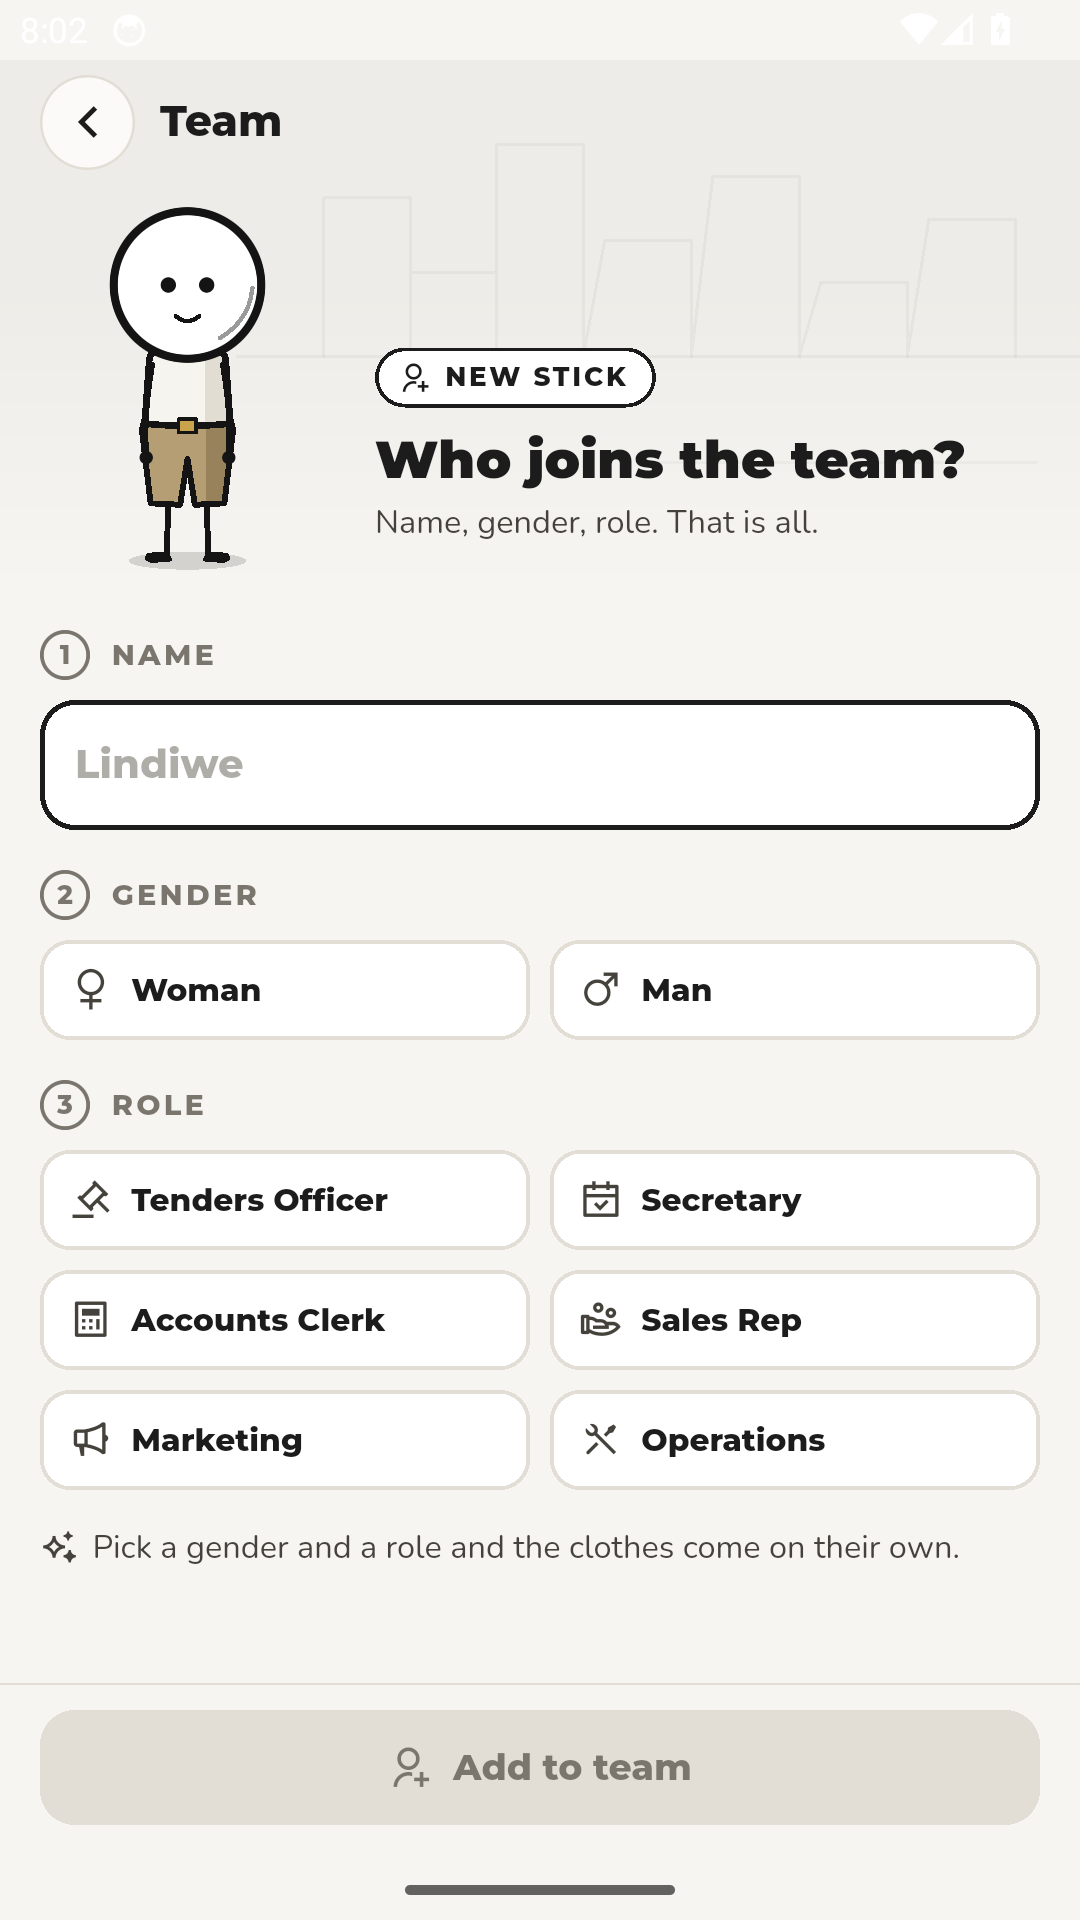 8:02
Team
NEW STICK
Who joins the team?
Name, gender, role. That is all.
1 NAME
Lindiwe
2 GENDER
Woman
Man
3 ROLE
Tenders Officer
Secretary
Accounts Clerk
Sales Rep
Marketing
Operations
Pick a gender and a role and the clothes come on their own.
Add to team